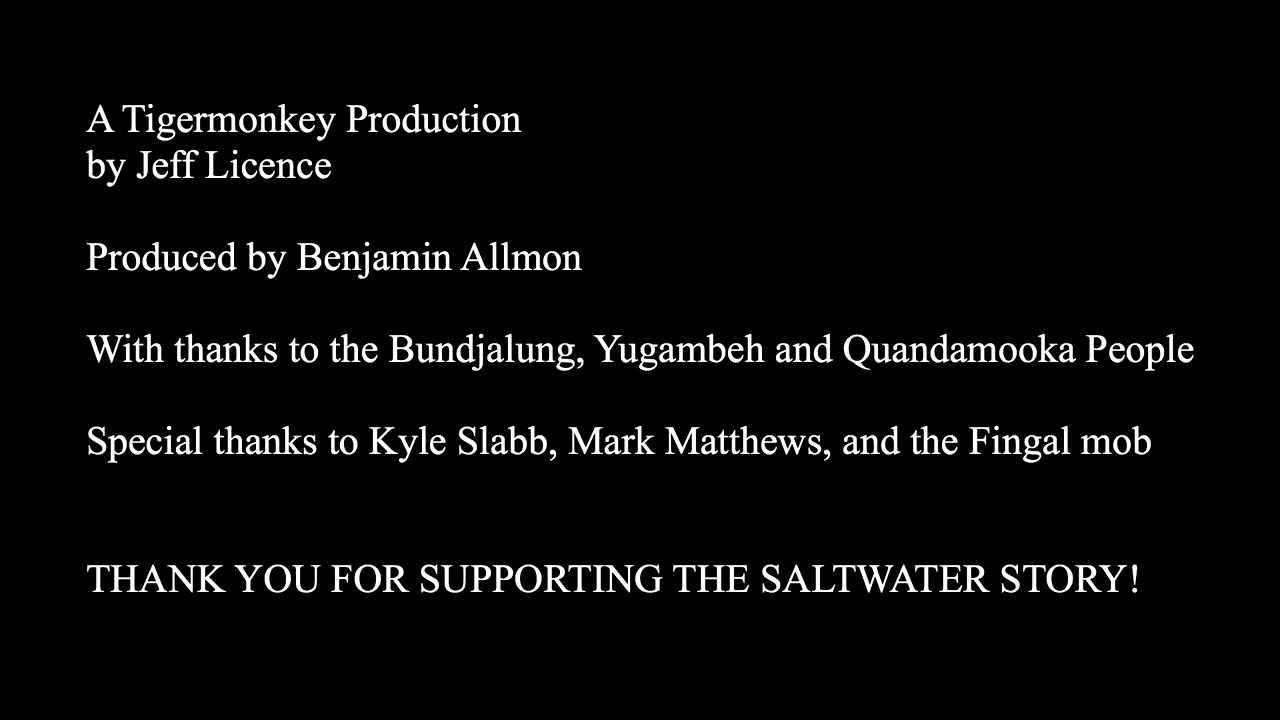 A Tigermonkey Production
by Jeff Licence
Produced by Benjamin Allmon
With thanks to the Bundjalung, Yugambeh and Quandamooka People
Special thanks to Kyle Slabb, Mark Matthews, and the Fingal mob
THANK YOU FOR SUPPORTING THE SALTWATER STORY!